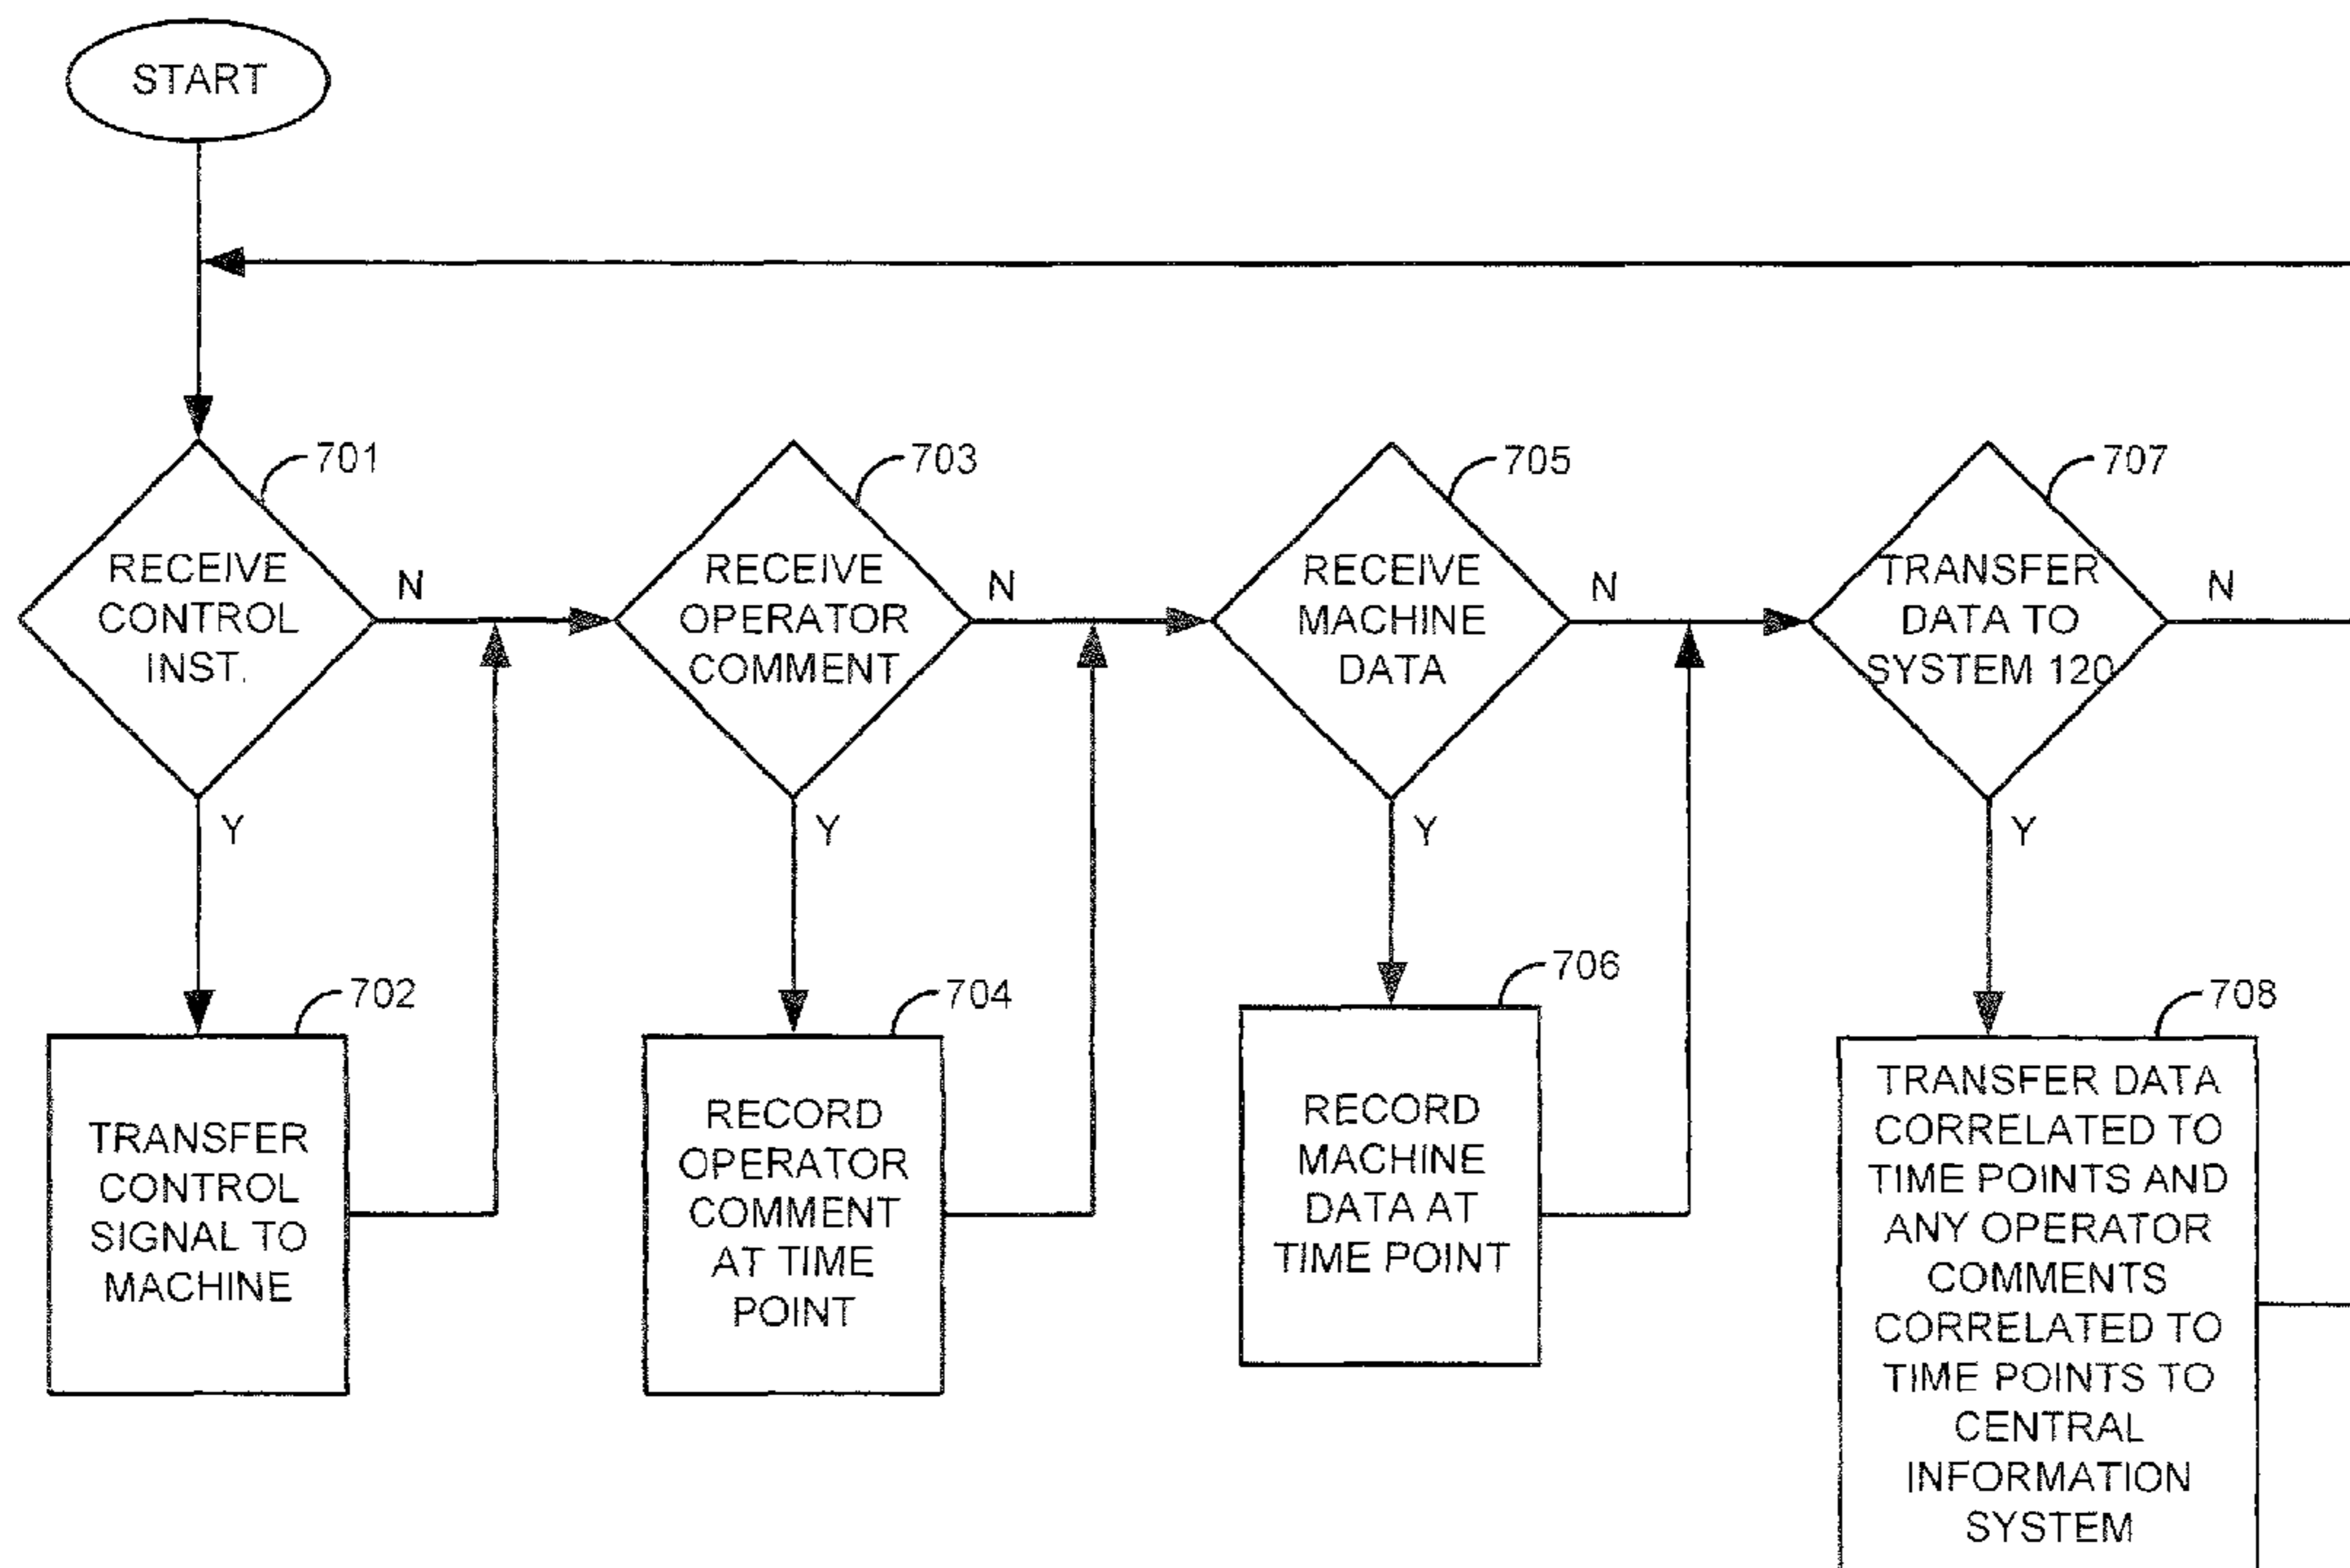 START
701
RECEIVE
CONTROL
INST.
N
Y
702
TRANSFER
CONTROL
SIGNAL TO
MACHINE
703
RECEIVE
OPERATOR
COMMENT
N
Y
704
RECORD
OPERATOR
COMMENT
AT TIME
POINT
705
RECEIVE
MACHINE
DATA
N
Y
706
RECORD
MACHINE
DATA AT
TIME POINT
707
TRANSFER
DATA TO
SYSTEM 120
N
Y
708
TRANSFER DATA
CORRELATED TO
TIME POINTS AND
ANY OPERATOR
COMMENTS
CORRELATED TO
TIME POINTS TO
CENTRAL
INFORMATION
SYSTEM